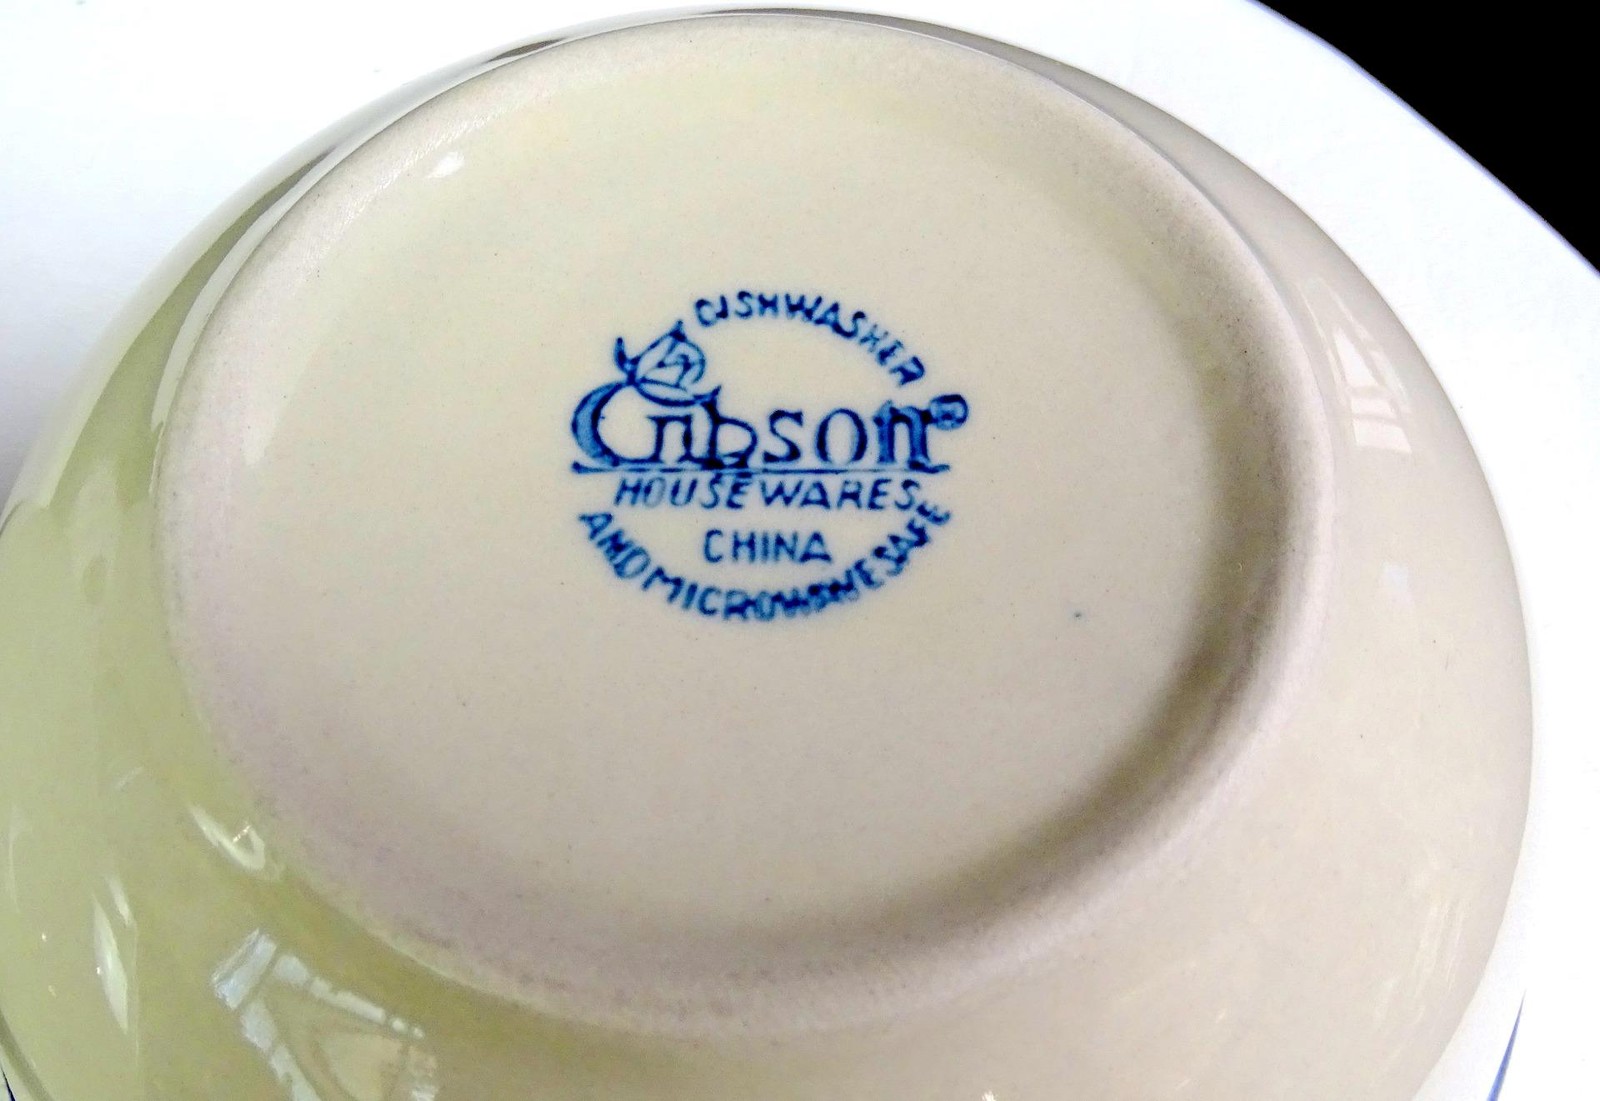 DISHWASHER
Gibson®
HOUSEWARES
CHINA
AND MICROWAVE SAFE